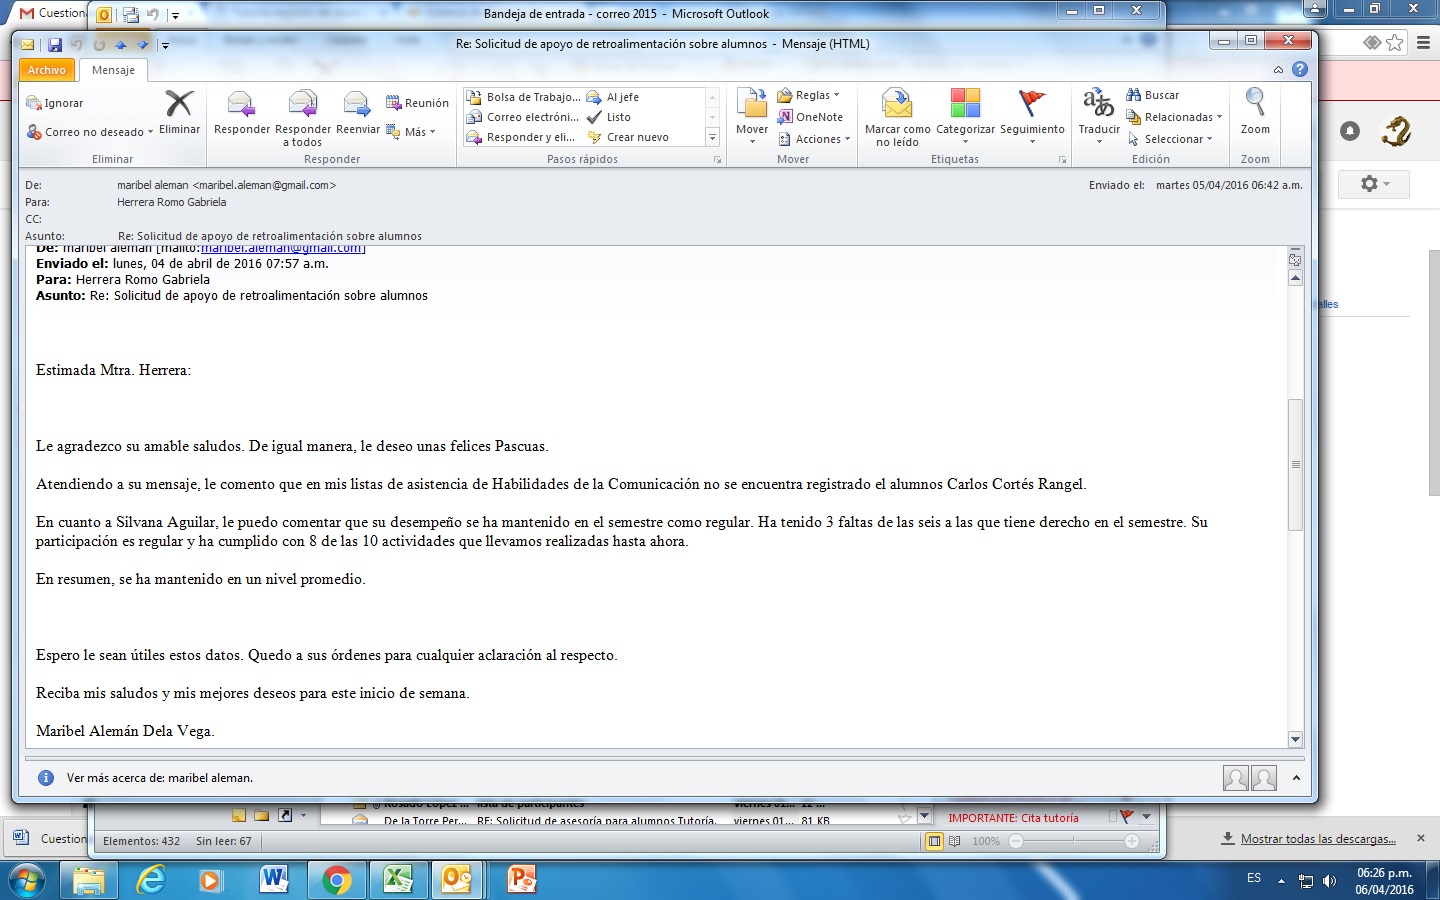 Cuestiona
Bandeja de entrada - correo 2015 - Microsoft Outlook
Re: Solicitud de apoyo de retroalimentación sobre alumnos - Mensaje (HTML)
Archivo Mensaje
Ignorar
Correo no deseado
Eliminar
Eliminar
Responder
Responder a todos
Reenviar
Reunión
Más
Responder
Bolsa de Trabajo...
Correo electróni...
Responder y eli...
Al jefe
Listo
Crear nuevo
Pasos rápidos
Mover
Reglas
OneNote
Acciones
Mover
Marcar como no leído
Categorizar
Seguimiento
Etiquetas
Traducir
Buscar
Relacionadas
Seleccionar
Edición
Zoom
Zoom
De: maribel aleman <maribel.aleman@gmail.com> Enviado el: martes 05/04/2016 06:42 a.m.
Para: Herrera Romo Gabriela
CC:
Asunto: Re: Solicitud de apoyo de retroalimentación sobre alumnos
De: maribel aleman [mailto:maribel.aleman@gmail.com]
Enviado el: lunes, 04 de abril de 2016 07:57 a.m.
Para: Herrera Romo Gabriela
Asunto: Re: Solicitud de apoyo de retroalimentación sobre alumnos
alles
Estimada Mtra. Herrera:
Le agradezco su amable saludos. De igual manera, le deseo unas felices Pascuas.
Atendiendo a su mensaje, le comento que en mis listas de asistencia de Habilidades de la Comunicación no se encuentra registrado el alumnos Carlos Cortés Rangel.
En cuanto a Silvana Aguilar, le puedo comentar que su desempeño se ha mantenido en el semestre como regular. Ha tenido 3 faltas de las seis a las que tiene derecho en el semestre. Su
participación es regular y ha cumplido con 8 de las 10 actividades que llevamos realizadas hasta ahora.
En resumen, se ha mantenido en un nivel promedio.
Espero le sean útiles estos datos. Quedo a sus órdenes para cualquier aclaración al respecto.
Reciba mis saludos y mis mejores deseos para este inicio de semana.
Maribel Alemán Dela Vega.
Ver más acerca de: maribel aleman.
Rosado López ... lista de participantes viernes 01... 12 ...
De la Torre Per... RE: Solicitud de asesoría para alumnos Tutoría. viernes 01... 81 KB
IMPORTANTE: Cita tutoría
Cuestion
Elementos: 432 Sin leer: 67
100%
Mostrar todas las descargas...
ES
06:26 p.m.
06/04/2016